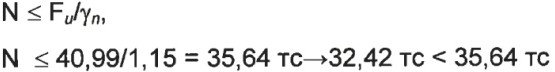 N ≤ Fᵤ/γₙ,
N ≤ 40,99/1,15 = 35,64 тс→32,42 тс < 35,64 тс